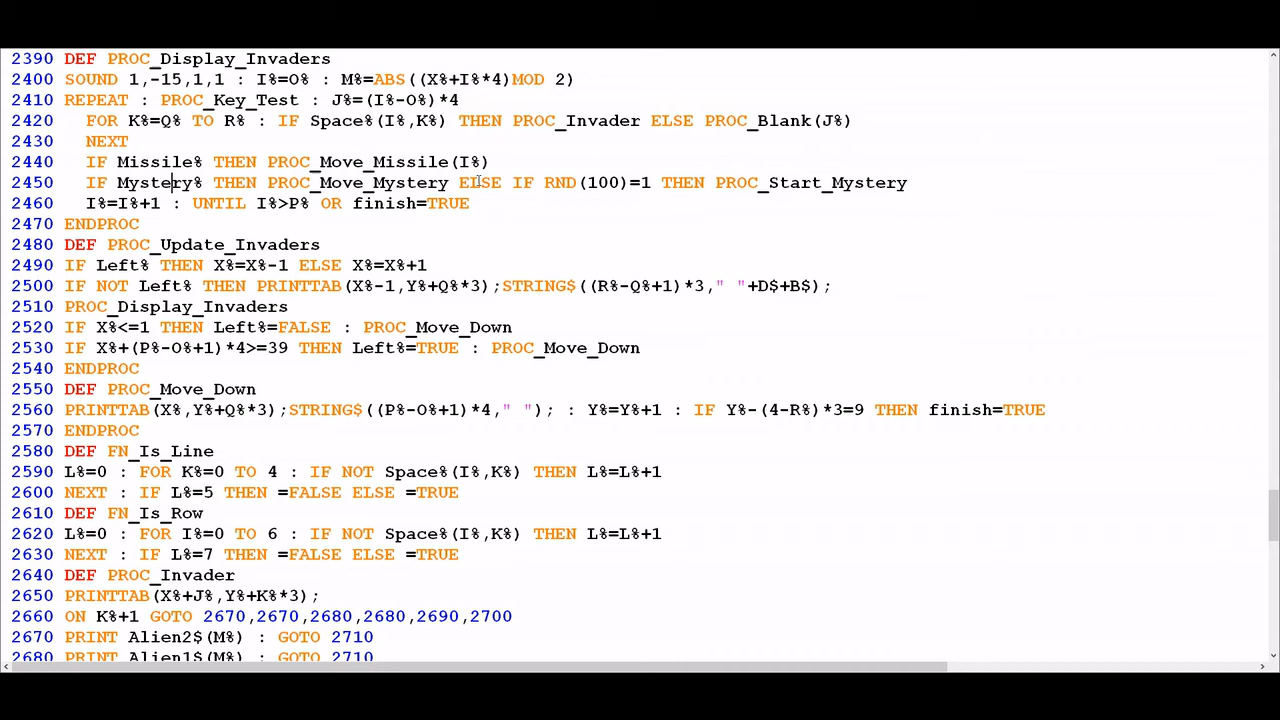 2390 DEF PROC_Display_Invaders
2400 SOUND 1,-15,1,1 : I%=O% : M%=ABS((X%+I%*4)MOD 2)
2410 REPEAT : PROC_Key_Test : J%=(I%-O%)*4
2420   FOR K%=Q% TO R% : IF Space%(I%,K%) THEN PROC_Invader ELSE PROC_Blank(J%)
2430   NEXT
2440   IF Missile% THEN PROC_Move_Missile(I%)
2450   IF Mystery% THEN PROC_Move_Mystery ELSE IF RND(100)=1 THEN PROC_Start_Mystery
2460   I%=I%+1 : UNTIL I%>P% OR finish=TRUE
2470 ENDPROC
2480 DEF PROC_Update_Invaders
2490 IF Left% THEN X%=X%-1 ELSE X%=X%+1
2500 IF NOT Left% THEN PRINTTAB(X%-1,Y%+Q%*3);STRING$((R%-Q%+1)*3," "+D$+B$);
2510 PROC_Display_Invaders
2520 IF X%<=1 THEN Left%=FALSE : PROC_Move_Down
2530 IF X%+(P%-O%+1)*4>=39 THEN Left%=TRUE : PROC_Move_Down
2540 ENDPROC
2550 DEF PROC_Move_Down
2560 PRINTTAB(X%,Y%+Q%*3);STRING$((P%-O%+1)*4," "); : Y%=Y%+1 : IF Y%-(4-R%)*3=9 THEN finish=TRUE
2570 ENDPROC
2580 DEF FN_Is_Line
2590 L%=0 : FOR K%=0 TO 4 : IF NOT Space%(I%,K%) THEN L%=L%+1
2600 NEXT : IF L%=5 THEN =FALSE ELSE =TRUE
2610 DEF FN_Is_Row
2620 L%=0 : FOR I%=0 TO 6 : IF NOT Space%(I%,K%) THEN L%=L%+1
2630 NEXT : IF L%=7 THEN =FALSE ELSE =TRUE
2640 DEF PROC_Invader
2650 PRINTTAB(X%+J%,Y%+K%*3);
2660 ON K%+1 GOTO 2670,2670,2680,2680,2690,2700
2670 PRINT Alien2$(M%) : GOTO 2710
2680 PRINT Alien1$(M%) : GOTO 2710